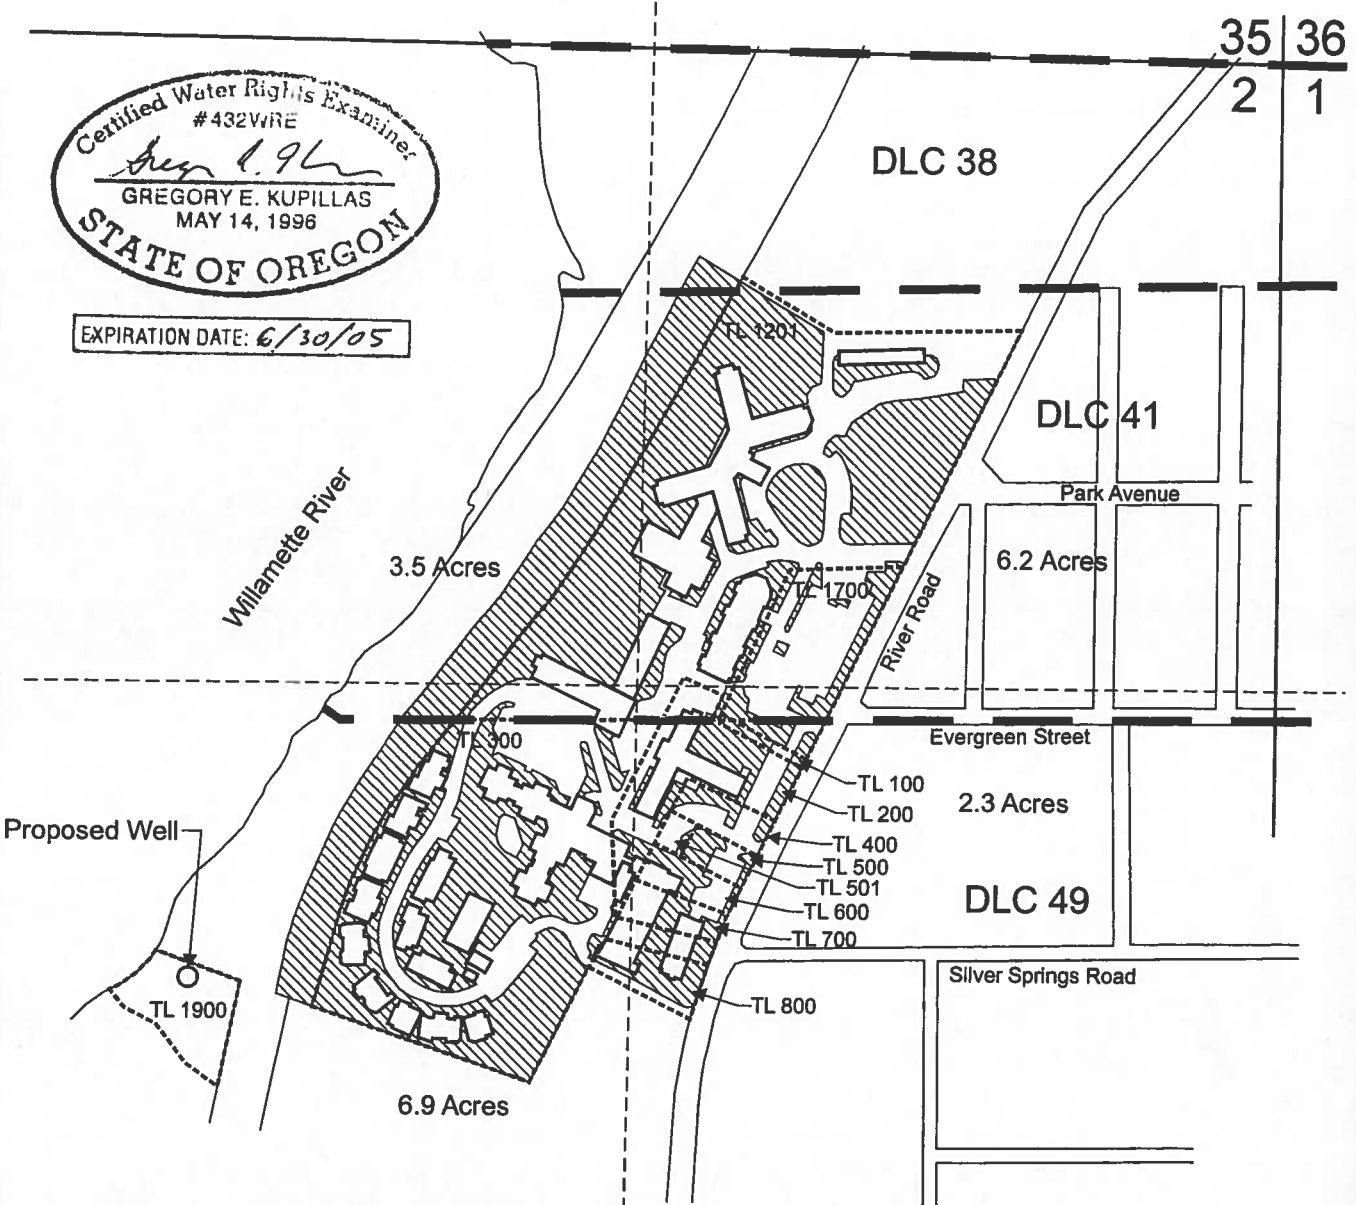 35 36
2 1
Certified Water Rights Examiner
#432WRE
GREGORY E. KUPILLAS
MAY 14, 1996
STATE OF OREGON
EXPIRATION DATE: 6/30/05
DLC 38
TL 1201
DLC 41
Park Avenue
Willamette River
3.5 Acres
6.2 Acres
TL 1700
River Road
TL 300
Evergreen Street
TL 100
2.3 Acres
TL 200
Proposed Well
TL 400
TL 500
TL 501
DLC 49
TL 600
TL 700
Silver Springs Road
TL 1900
TL 800
6.9 Acres